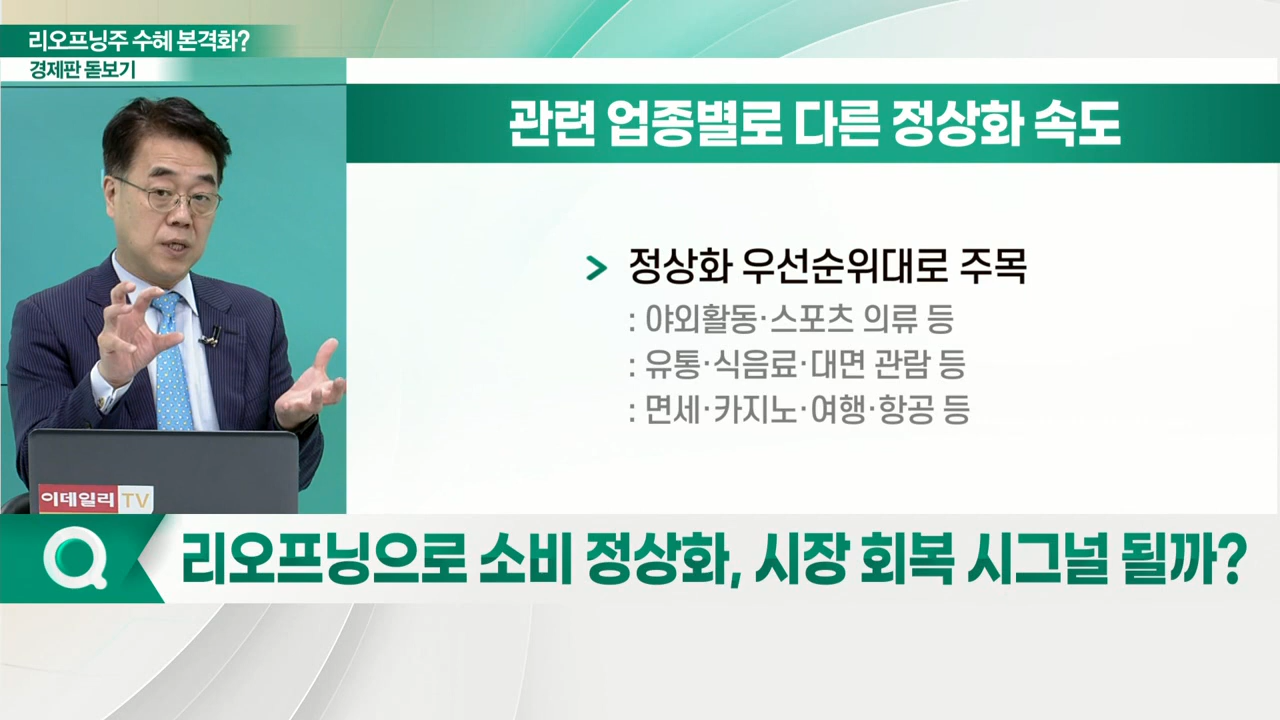 리오프닝주 수혜 본격화?
경제판 돋보기
관련 업종별로 다른 정상화 속도
> 정상화 우선순위대로 주목
: 야외활동·스포츠 의류 등
: 유통·식음료·대면 관람 등
: 면세·카지노·여행·항공 등
이데일리 TV
Q 리오프닝으로 소비 정상화, 시장 회복 시그널 될까?